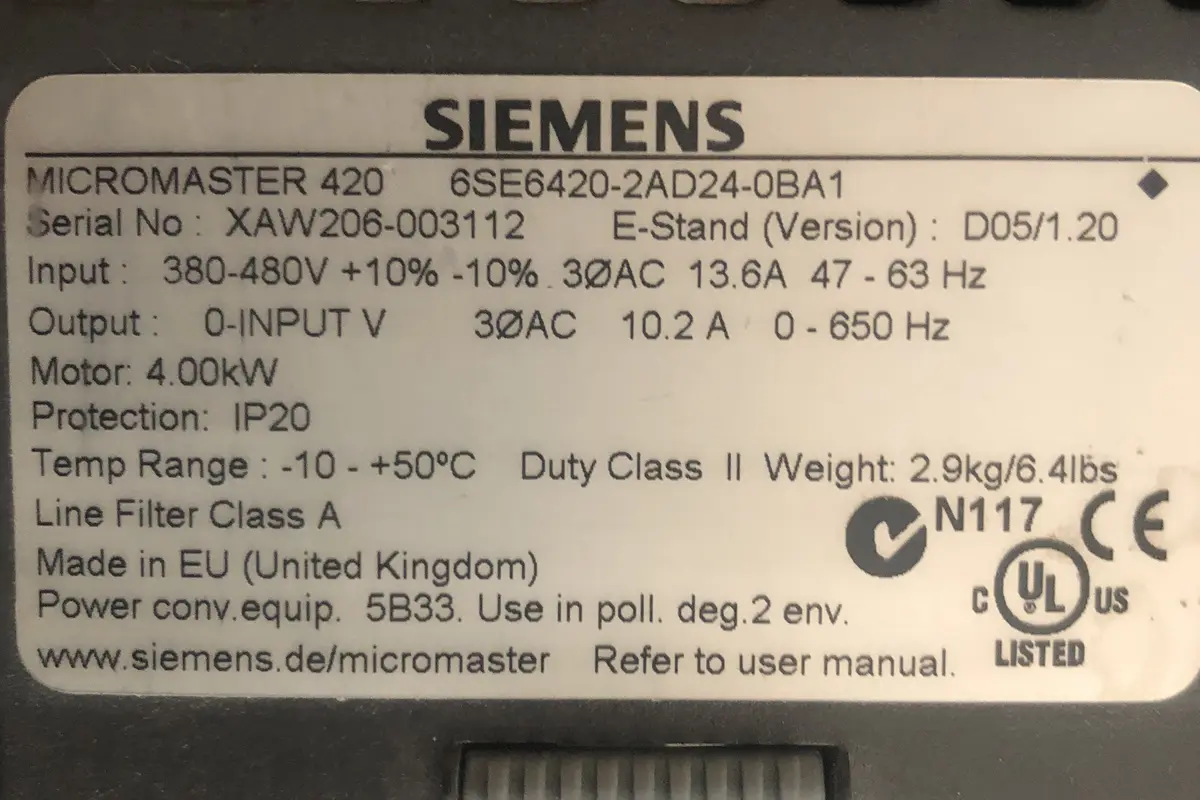 SIEMENS
MICROMASTER 420 6SE6420-2AD24-0BA1
Serial No : XAW206-003112 E-Stand (Version) : D05/1.20
Input : 380-480V +10% -10% 3ØAC 13.6A 47 - 63 Hz
Output : 0-INPUT V 3ØAC 10.2 A 0 - 650 Hz
Motor: 4.00kW
Protection: IP20
Temp Range : -10 - +50ºC Duty Class II Weight: 2.9kg/6.4lbs
Line Filter Class A
N117 CE
Made in EU (United Kingdom)
C UL US
Power conv.equip. 5B33. Use in poll. deg.2 env.
www.siemens.de/micromaster Refer to user manual.
LISTED